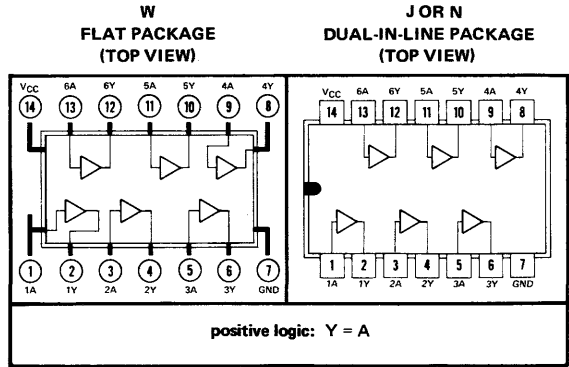 W
FLAT PACKAGE
(TOP VIEW)
VCC 6A 6Y 5A 5Y 4A 4Y
14 13 12 11 10 9 8
1 2 3 4 5 6 7
1A 1Y 2A 2Y 3A 3Y GND
J OR N
DUAL-IN-LINE PACKAGE
(TOP VIEW)
VCC 6A 6Y 5A 5Y 4A 4Y
14 13 12 11 10 9 8
1 2 3 4 5 6 7
1A 1Y 2A 2Y 3A 3Y GND
positive logic: Y = A